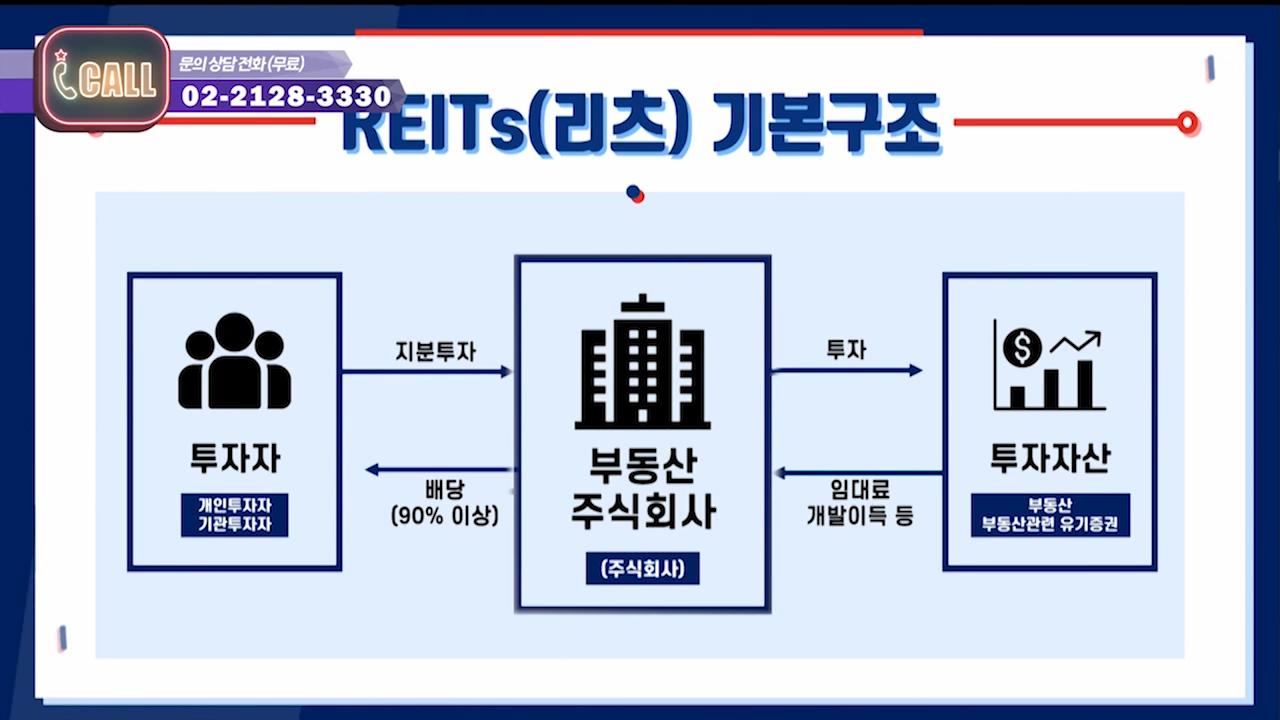 CALL
문의 상담 전화 (무료)
02-2128-3330
REITs(리츠) 기본구조
투자자
개인투자자
기관투자자
지분투자
배당
(90% 이상)
부동산
주식회사
(주식회사)
투자
임대료
개발이득 등
투자자산
부동산
부동산관련 유기증권